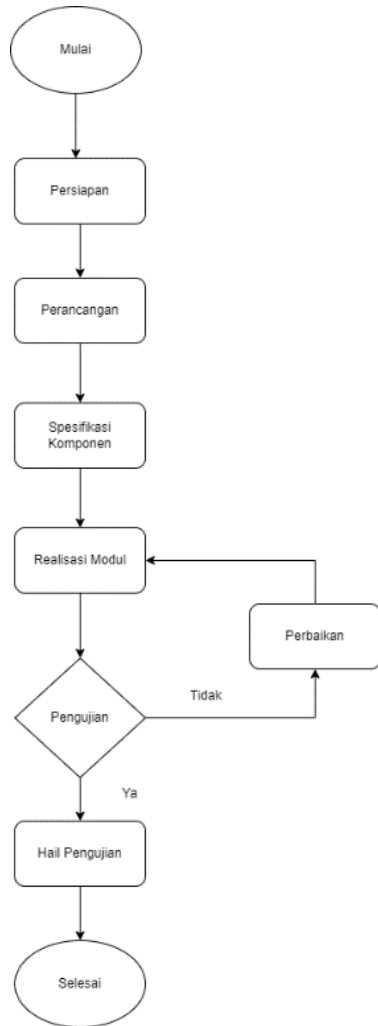 Mulai
Persiapan
Perancangan
Spesifikasi
Komponen
Realisasi Modul
Perbaikan
Pengujian
Tidak
Ya
Hail Pengujian
Selesai